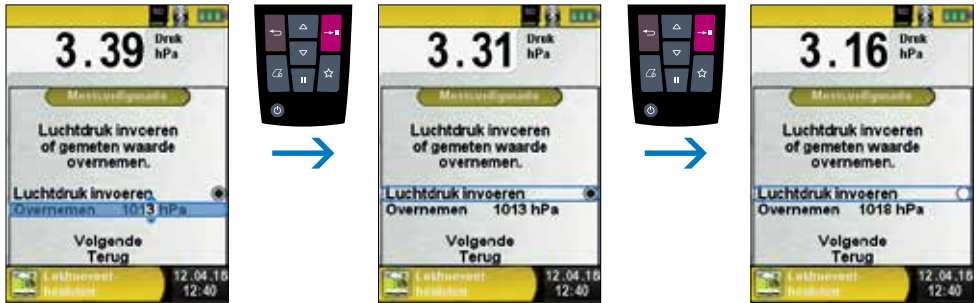 3.39 Druk
hPa
Luchtdruk invoeren
of gemeten waarde
overnemen.
Luchtdruk invoeren
Overnemen 1013 hPa
Volgende
Terug
12.04.16
12:40
3.31 Druk
hPa
Luchtdruk invoeren
of gemeten waarde
overnemen.
Luchtdruk invoeren
Overnemen 1013 hPa
Volgende
Terug
12.04.16
12:40
3.16 Druk
hPa
Luchtdruk invoeren
of gemeten waarde
overnemen.
Luchtdruk invoeren
Overnemen 1018 hPa
Volgende
Terug
12.04.16
12:40